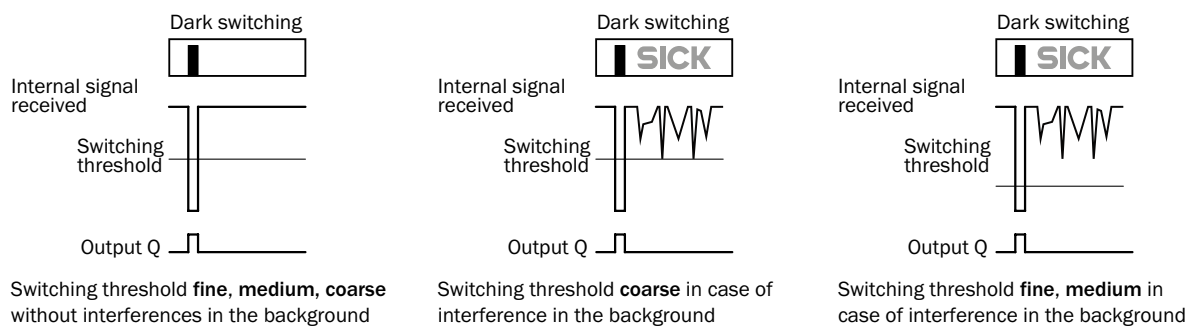 Dark switching
Internal signal
received
Switching
threshold
Output Q
Switching threshold fine, medium, coarse
without interferences in the background
Dark switching
SICK
Internal signal
received
Switching
threshold
Output Q
Switching threshold coarse in case of
interference in the background
Dark switching
SICK
Internal signal
received
Switching
threshold
Output Q
Switching threshold fine, medium in
case of interference in the background